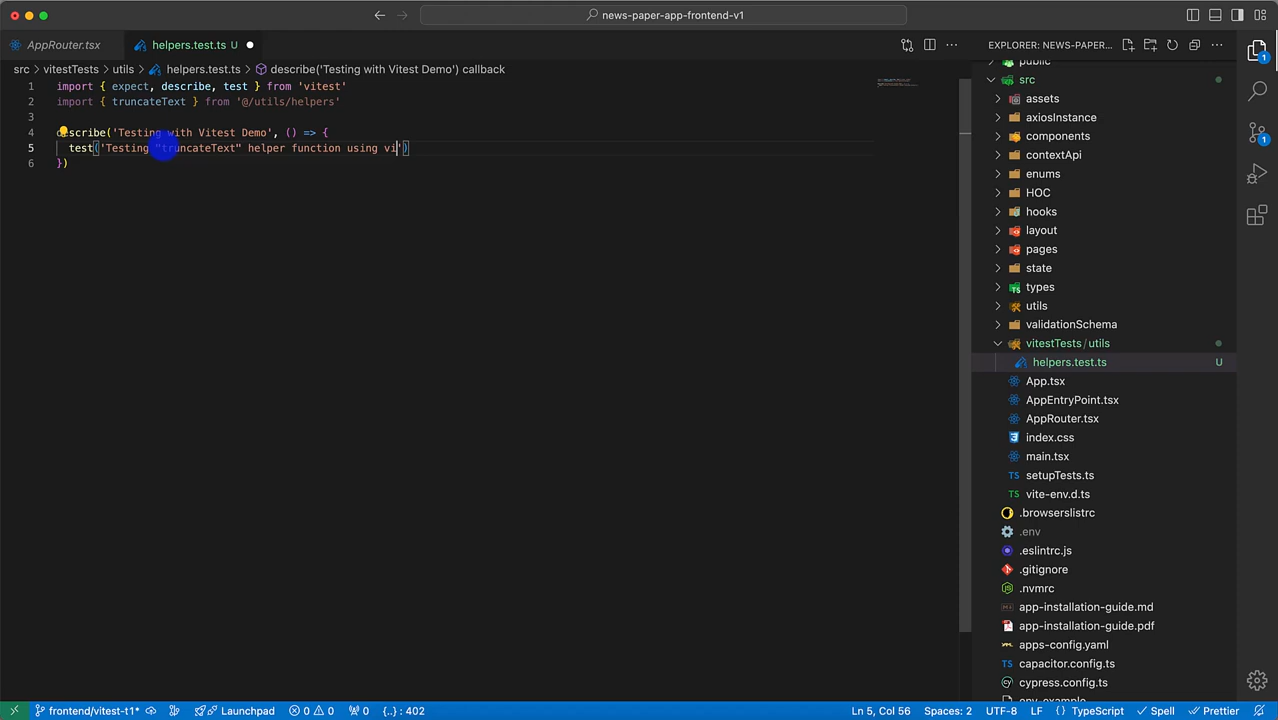 news-paper-app-frontend-v1
AppRouter.tsx
helpers.test.ts U
EXPLORER: NEWS-PAPER...
src > vitestTests > utils > helpers.test.ts > describe('Testing with Vitest Demo') callback
1 import { expect, describe, test } from 'vitest'
2 import { truncateText } from '@/utils/helpers'
3
4 describe('Testing with Vitest Demo', () => {
5 test('Testing "truncateText" helper function using vi')
6 })
public
src
assets
axiosInstance
components
contextApi
enums
HOC
hooks
layout
pages
state
types
utils
validationSchema
vitestTests / utils
helpers.test.ts U
App.tsx
AppEntryPoint.tsx
AppRouter.tsx
index.css
main.tsx
TS setupTests.ts
TS vite-env.d.ts
.browserslistrc
.env
.eslintrc.js
.gitignore
.nvmrc
app-installation-guide.md
app-installation-guide.pdf
apps-config.yaml
capacitor.config.ts
cypress.config.ts
env-example
1
1
frontend/vitest-t1* Launchpad 0 0 0 {..} : 402 Ln 5, Col 56 Spaces: 2 UTF-8 LF { } TypeScript Spell Prettier